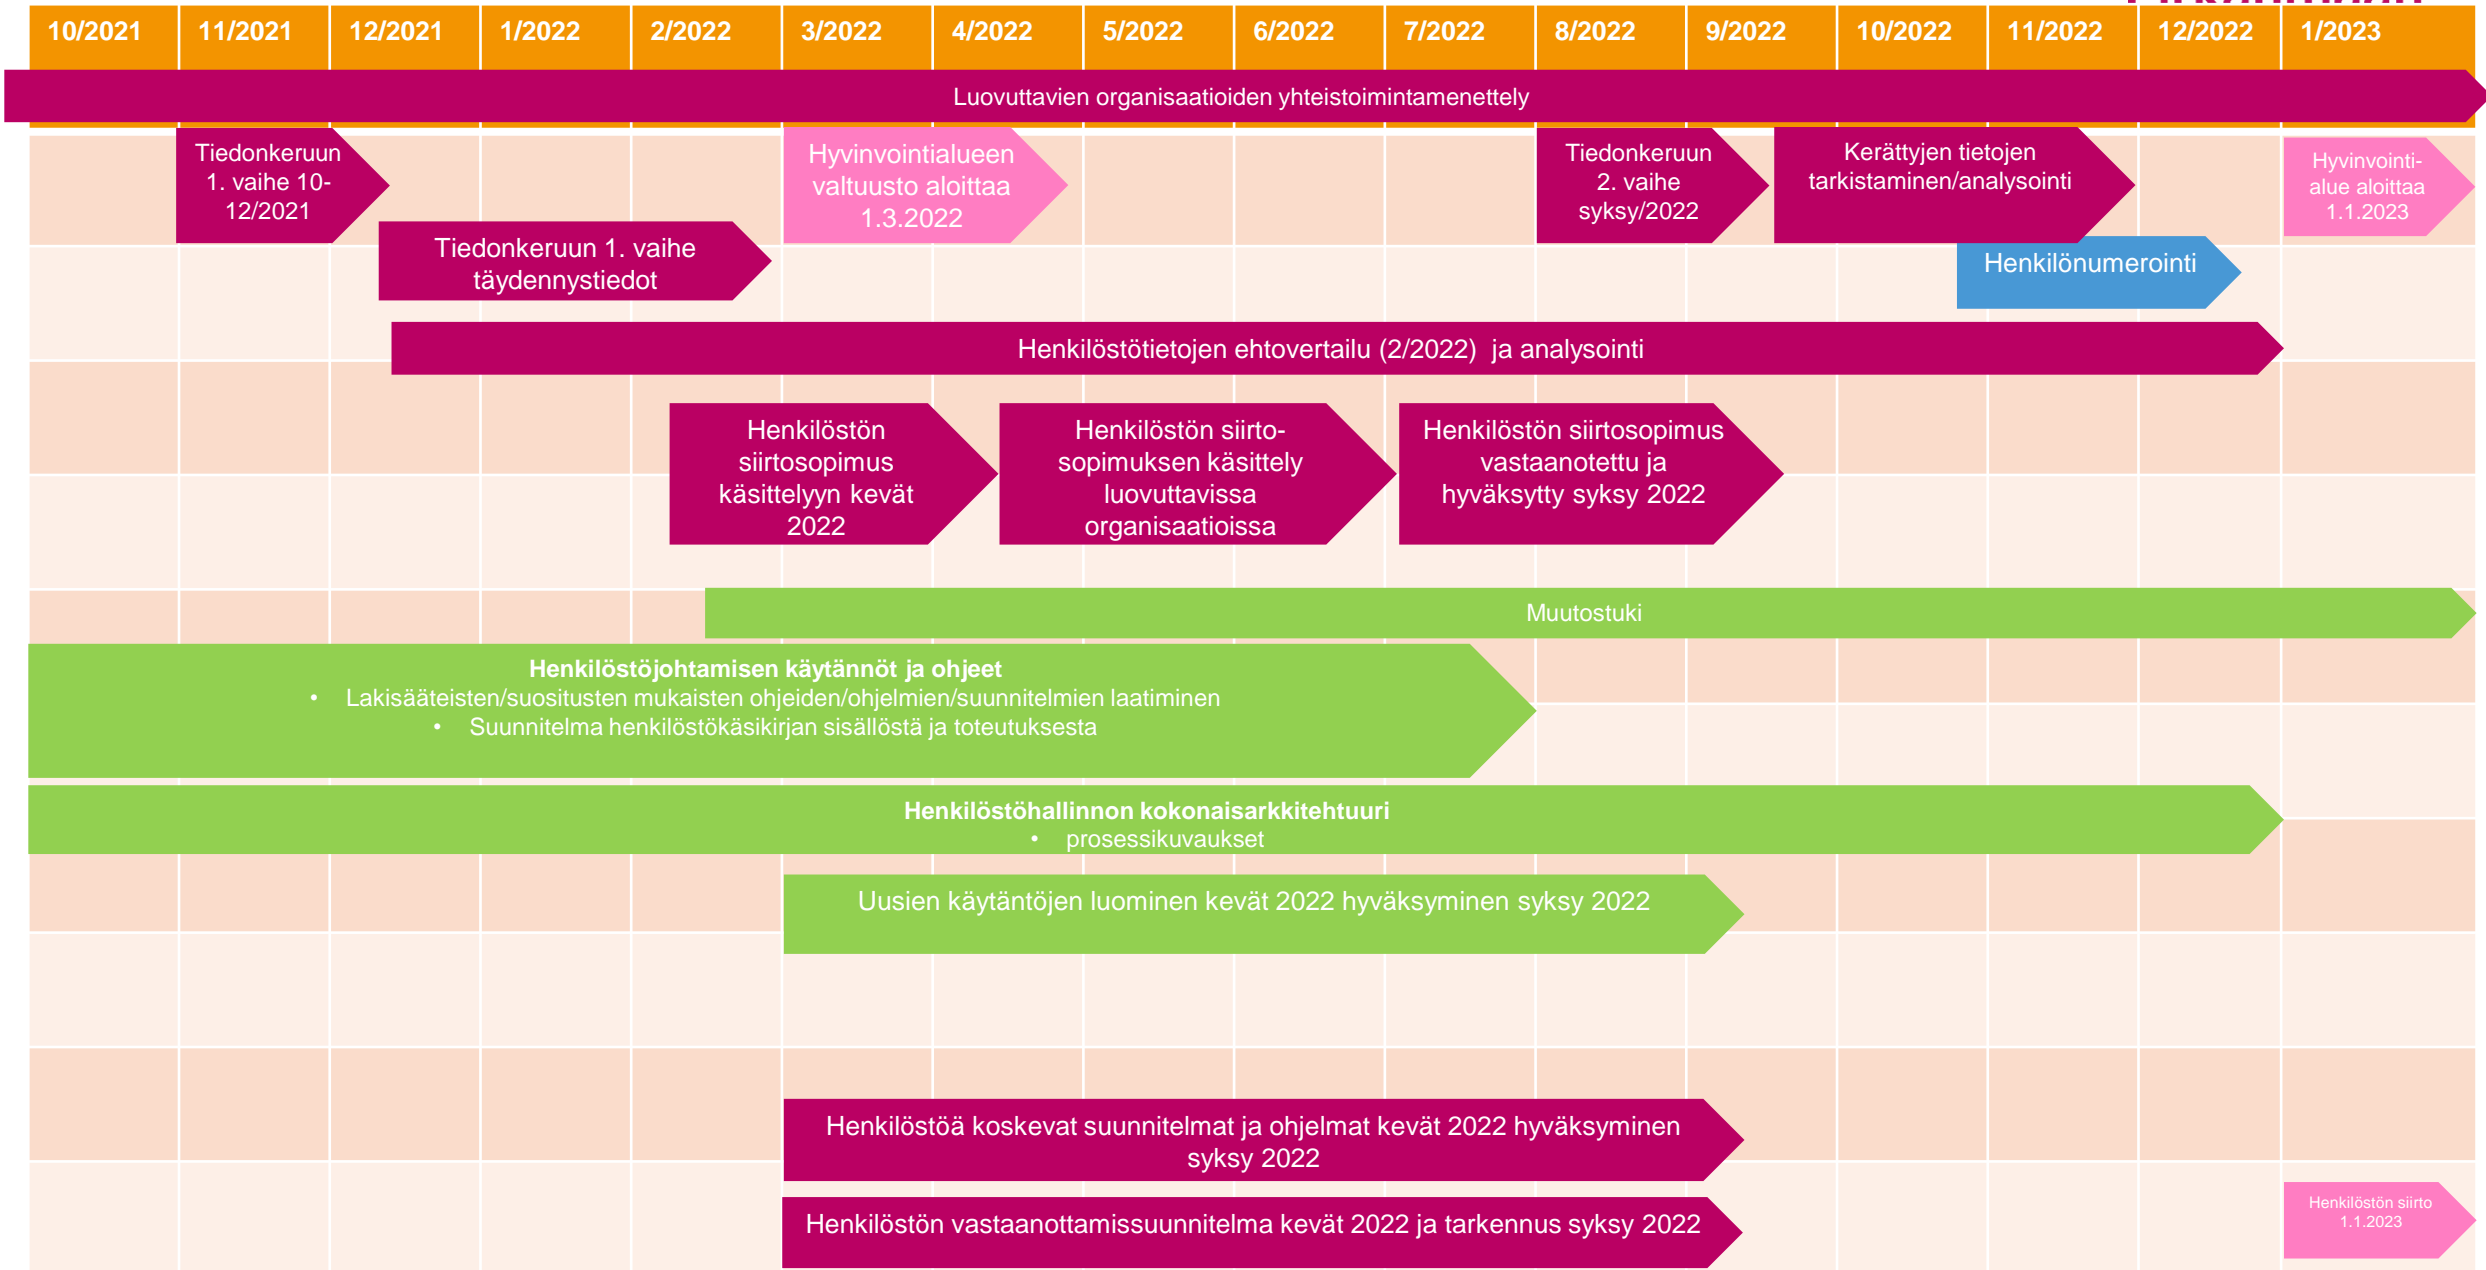 10/2021 11/2021 12/2021 1/2022 2/2022 3/2022 4/2022 5/2022 6/2022 7/2022 8/2022 9/2022 10/2022 11/2022 12/2022 1/2023
Luovuttavien organisaatioiden yhteistoimintamenettely
Tiedonkeruun
1. vaihe 10-
12/2021
Hyvinvointialueen
valtuusto aloittaa
1.3.2022
Tiedonkeruun
2. vaihe
syksy/2022
Kerättyjen tietojen
tarkistaminen/analysointi
Hyvinvointi-
alue aloittaa
1.1.2023
Tiedonkeruun 1. vaihe
täydennystiedot
Henkilönumerointi
Henkilöstötietojen ehtovertailu (2/2022) ja analysointi
Henkilöstön
siirtosopimus
käsittelyyn kevät
2022
Henkilöstön siirto-
sopimuksen käsittely
luovuttavissa
organisaatioissa
Henkilöstön siirtosopimus
vastaanotettu ja
hyväksytty syksy 2022
Muutostuki
Henkilöstöjohtamisen käytännöt ja ohjeet
• Lakisääteisten/suositusten mukaisten ohjeiden/ohjelmien/suunnitelmien laatiminen
• Suunnitelma henkilöstökäsikirjan sisällöstä ja toteutuksesta
Henkilöstöhallinnon kokonaisarkkitehtuuri
• prosessikuvaukset
Uusien käytäntöjen luominen kevät 2022 hyväksyminen syksy 2022
Henkilöstöä koskevat suunnitelmat ja ohjelmat kevät 2022 hyväksyminen
syksy 2022
Henkilöstön vastaanottamissuunnitelma kevät 2022 ja tarkennus syksy 2022
Henkilöstön siirto
1.1.2023